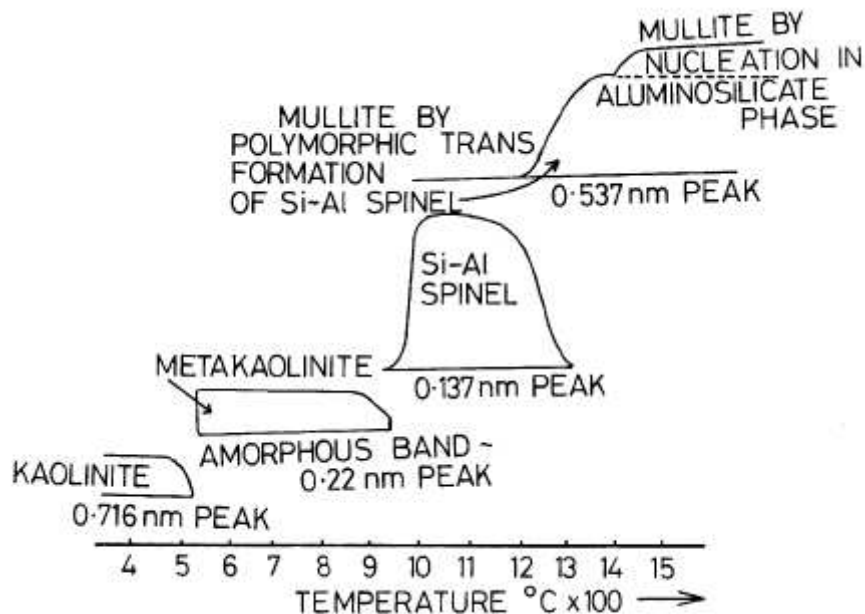 MULLITE BY
NUCLEATION IN
ALUMINOSILICATE
PHASE
MULLITE BY
POLYMORPHIC TRANS
FORMATION
OF Si-Al SPINEL
0·537 nm PEAK
Si-Al
SPINEL
METAKAOLINITE
0·137 nm PEAK
AMORPHOUS BAND ~
0·22 nm PEAK
KAOLINITE
0·716 nm PEAK
4 5 6 7 8 9 10 11 12 13 14 15
TEMPERATURE °C x100